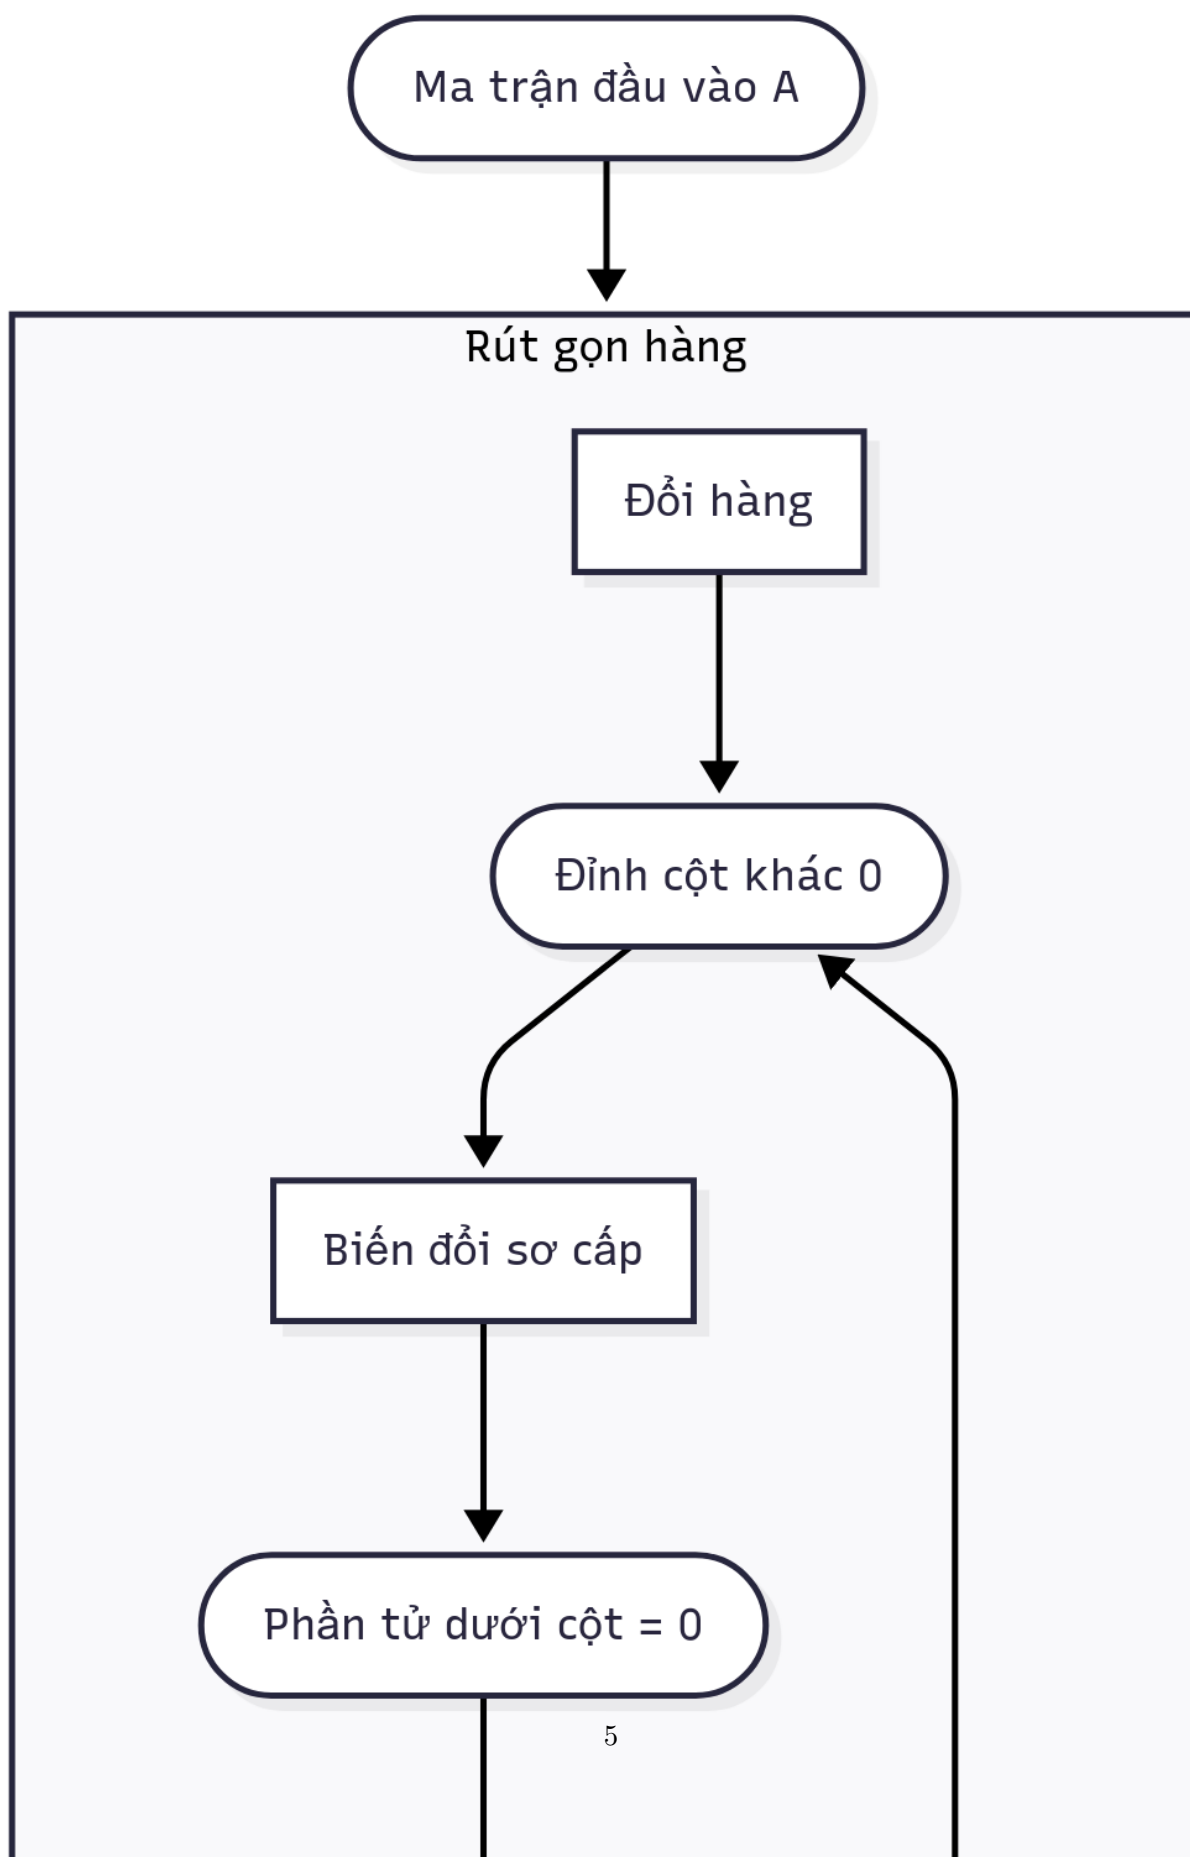 Ma trận đầu vào A
Rút gọn hàng
Đổi hàng
Đỉnh cột khác 0
Biến đổi sơ cấp
Phần tử dưới cột = 0
5